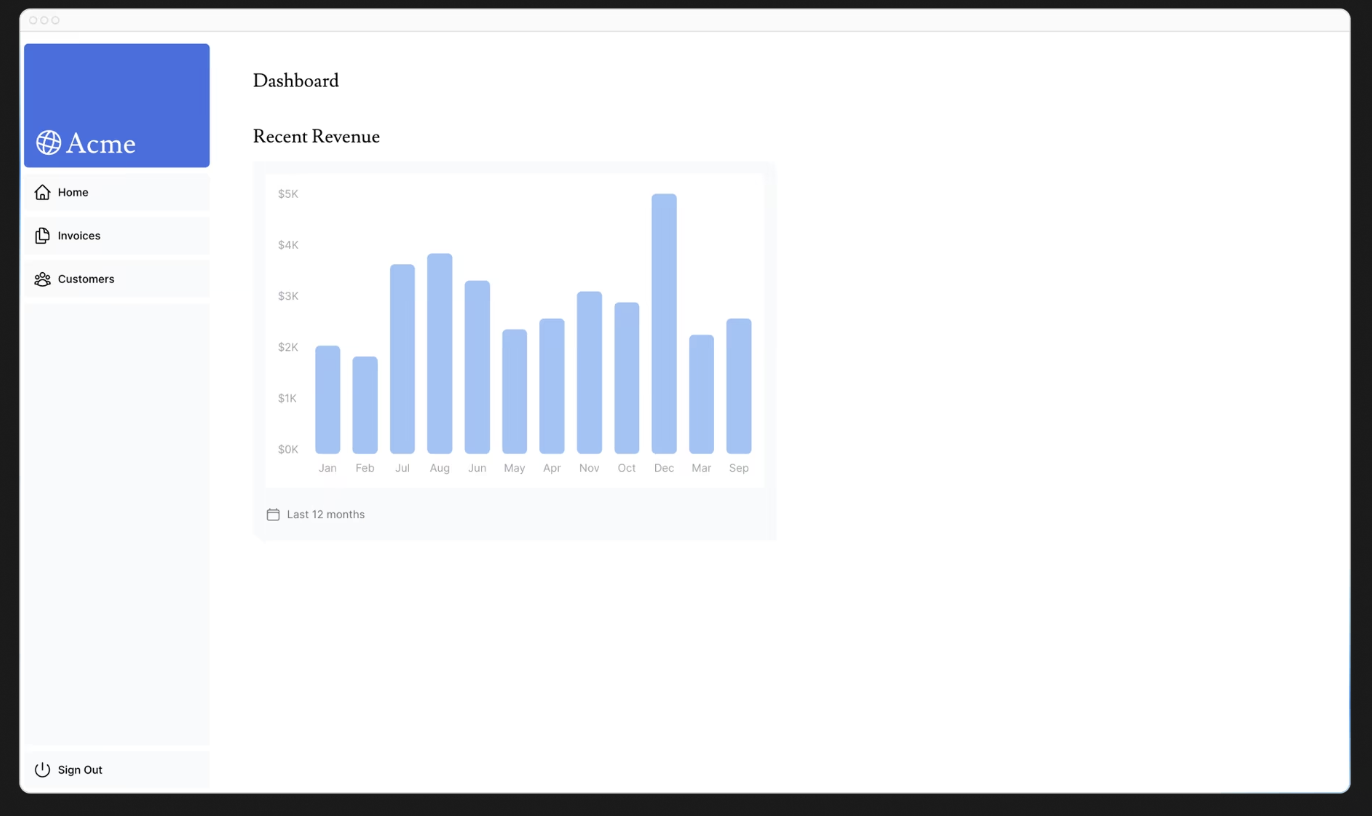 Acme
Home
Invoices
Customers
Sign Out
Dashboard
Recent Revenue
$5K
$4K
$3K
$2K
$1K
$0K
Jan Feb Jul Aug Jun May Apr Nov Oct Dec Mar Sep
Last 12 months